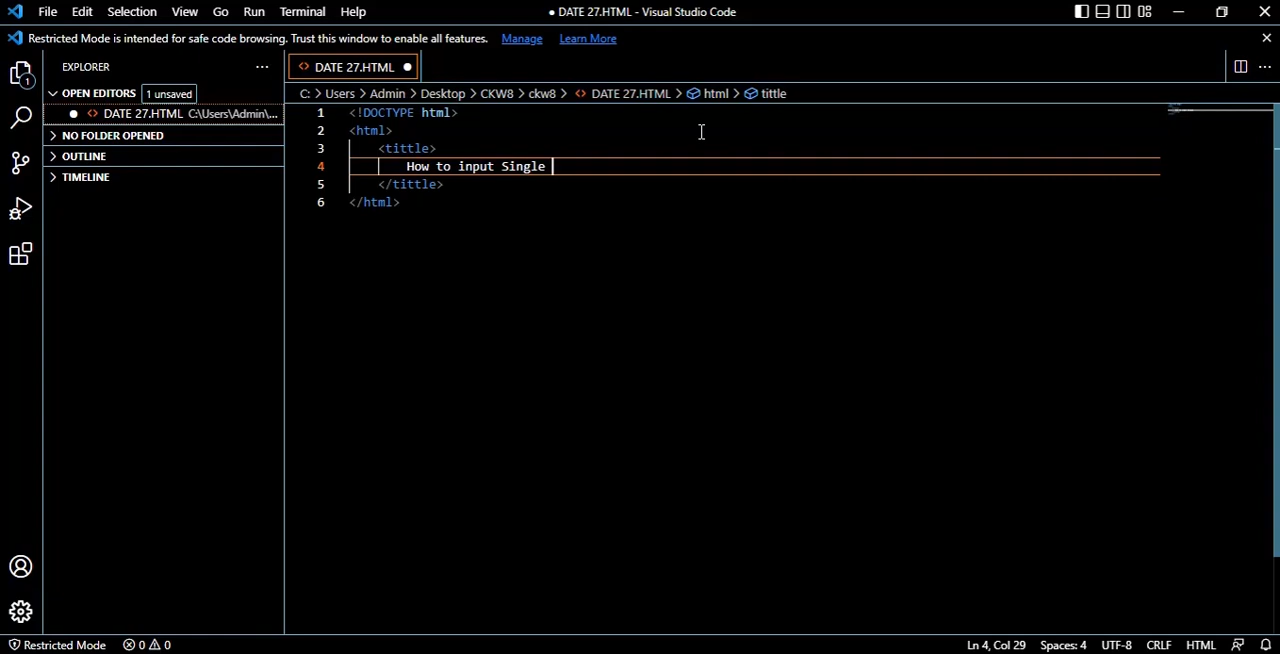 File Edit Selection View Go Run Terminal Help
● DATE 27.HTML - Visual Studio Code
Restricted Mode is intended for safe code browsing. Trust this window to enable all features. Manage Learn More
EXPLORER ...
<> DATE 27.HTML ●
OPEN EDITORS 1 unsaved
● <> DATE 27.HTML C:\Users\Admin\...
NO FOLDER OPENED
OUTLINE
TIMELINE
C: > Users > Admin > Desktop > CKW8 > ckw8 > <> DATE 27.HTML > html > tittle
1 <!DOCTYPE html>
2 <html>
3 <tittle>
4 How to input Single
5 </tittle>
6 </html>
1
Restricted Mode 0 0
Ln 4, Col 29 Spaces: 4 UTF-8 CRLF HTML